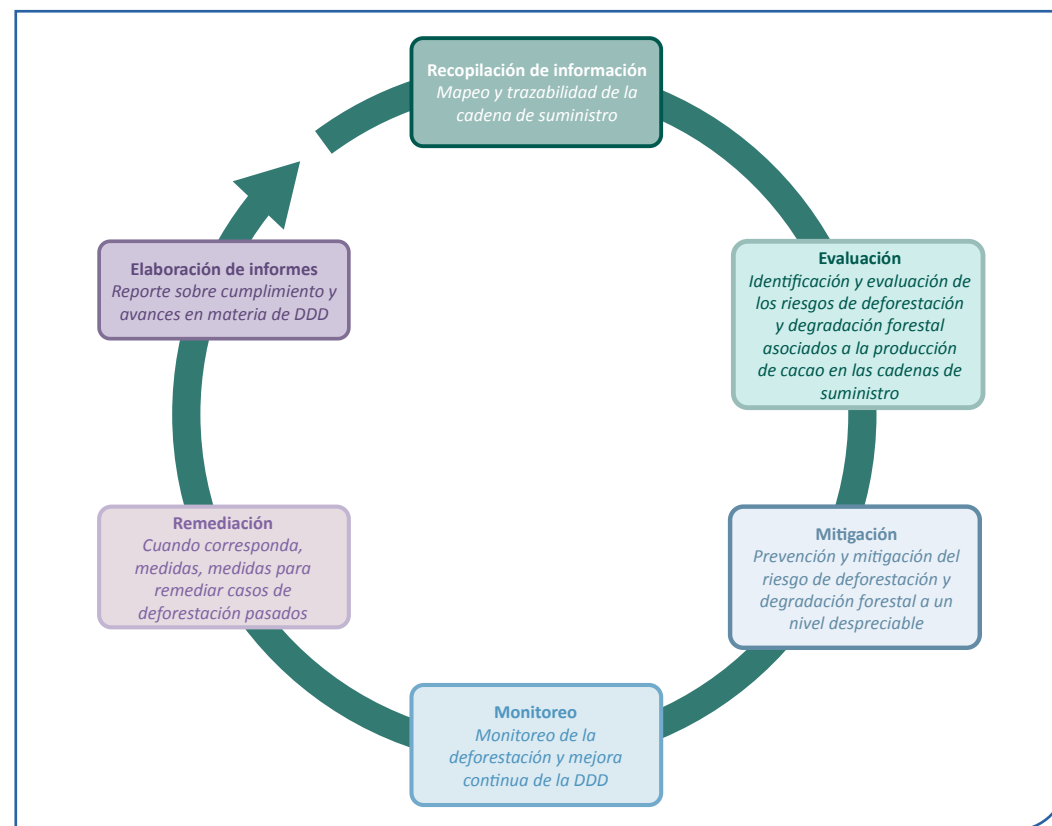 Recopilación de información
Mapeo y trazabilidad de la
cadena de suministro
Evaluación
Identificación y evaluación de
los riesgos de deforestación
y degradación forestal
asociados a la producción
de cacao en las cadenas de
suministro
Mitigación
Prevención y mitigación del
riesgo de deforestación y
degradación forestal a un
nivel despreciable
Monitoreo
Monitoreo de la
deforestación y mejora
continua de la DDD
Remediación
Cuando corresponda,
medidas, medidas para
remediar casos de
deforestación pasados
Elaboración de informes
Reporte sobre cumplimiento y
avances en materia de DDD